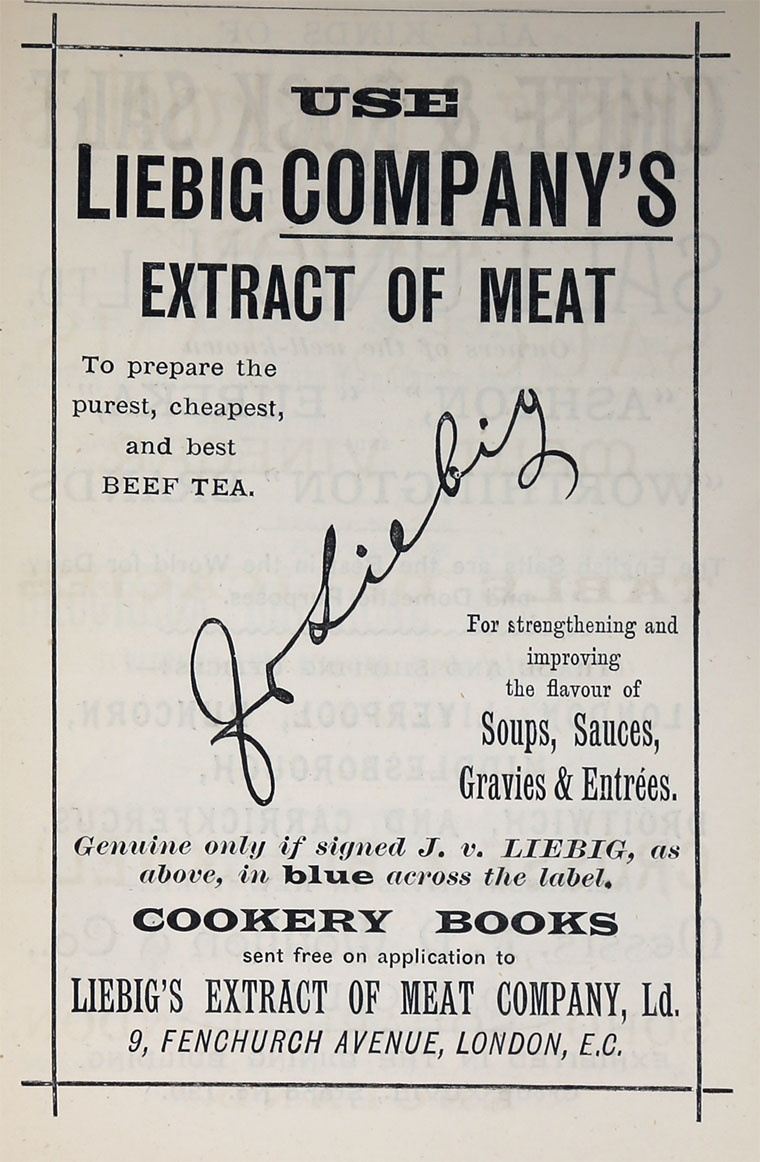 USE
LIEBIG COMPANY'S
EXTRACT OF MEAT
To prepare the
purest, cheapest,
and best
BEEF TEA.
J v Liebig
For strengthening and
improving
the flavour of
Soups, Sauces,
Gravies & Entrées.
Genuine only if signed J. v. LIEBIG, as
above, in blue across the label.
COOKERY BOOKS
sent free on application to
LIEBIG'S EXTRACT OF MEAT COMPANY, Ld.
9, FENCHURCH AVENUE, LONDON, E.C.